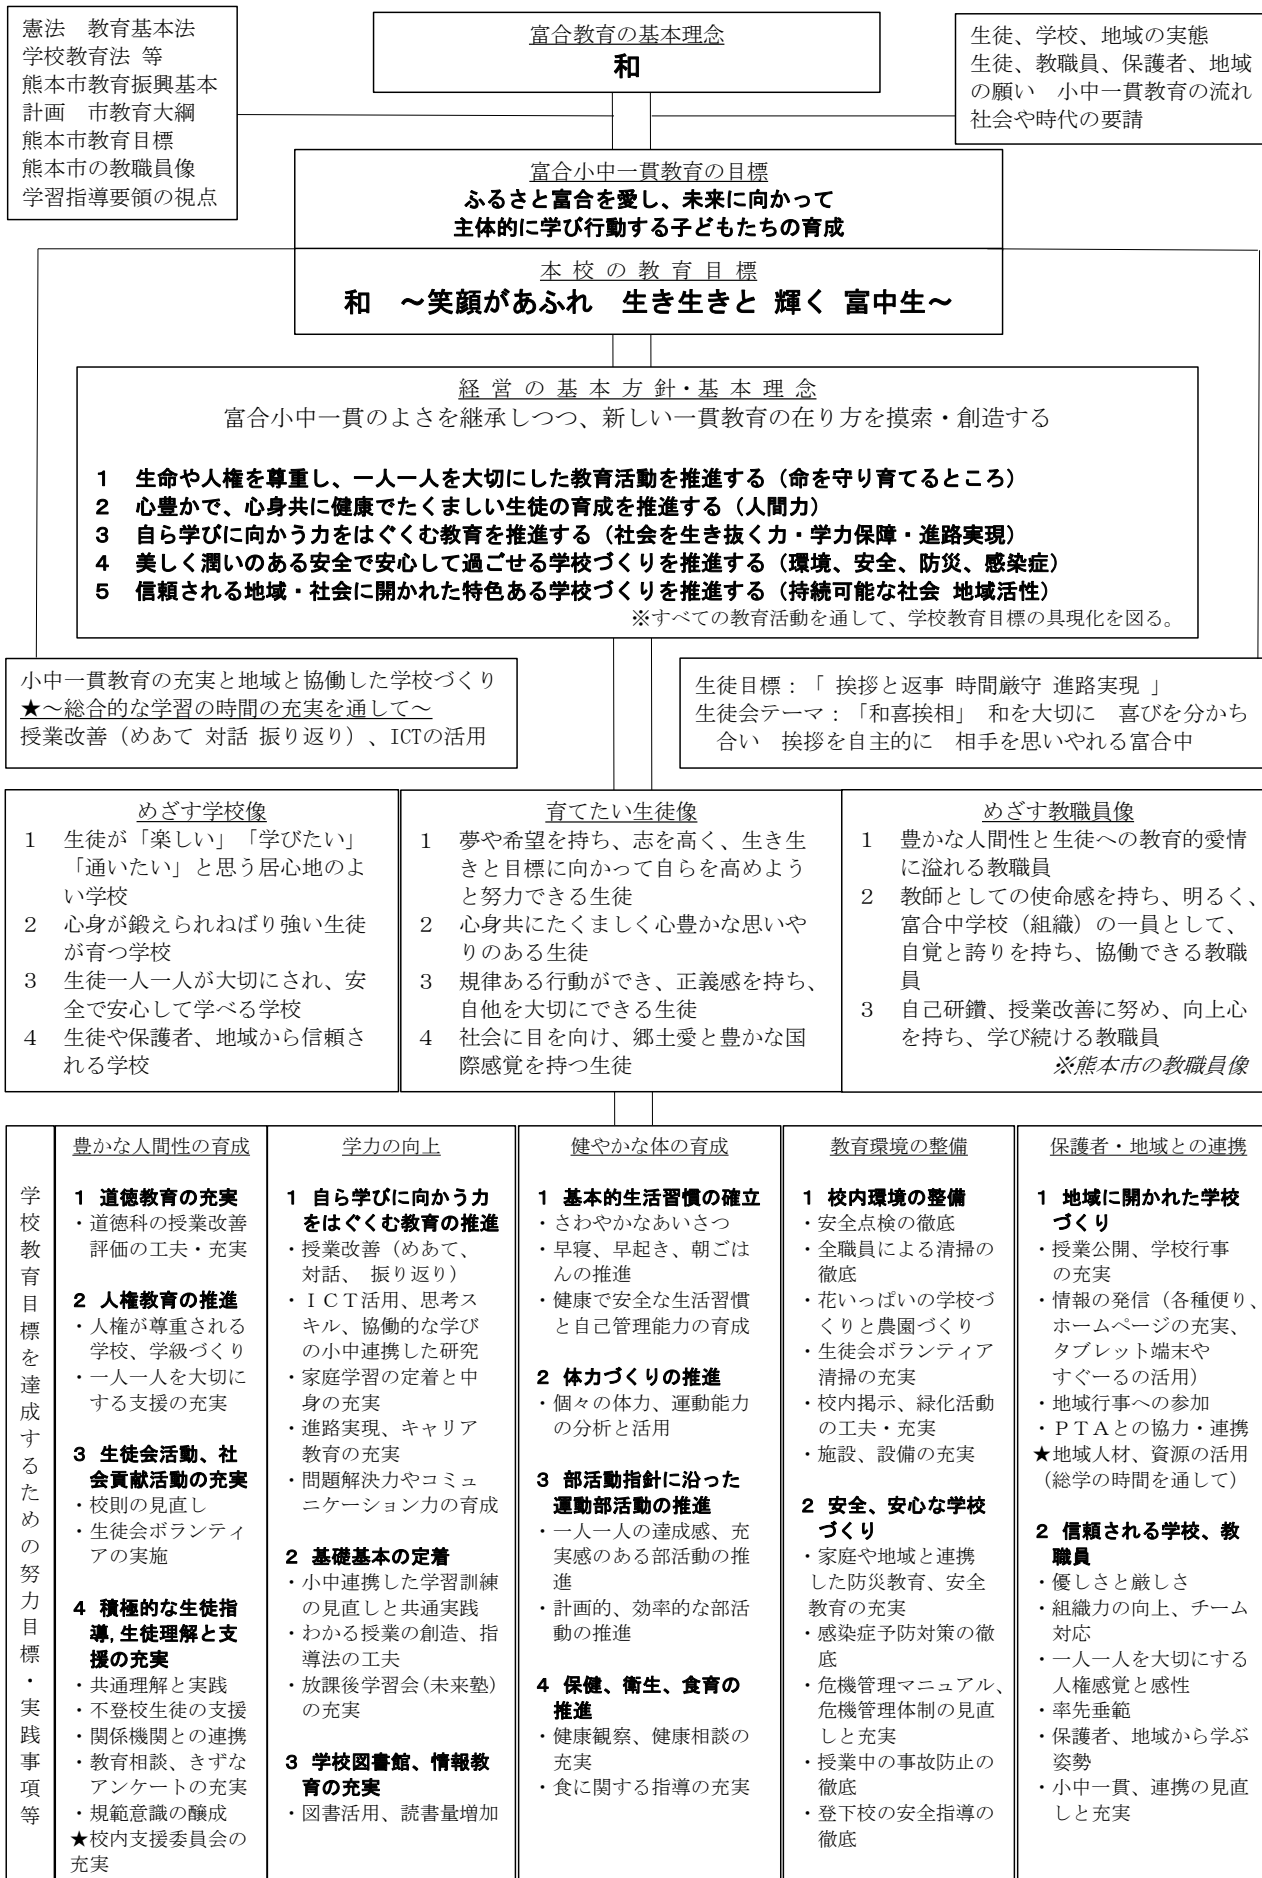 憲法　教育基本法
学校教育法 等
熊本市教育振興基本
計画　市教育大綱
熊本市教育目標
熊本市の教職員像
学習指導要領の視点
富合教育の基本理念
和
生徒、学校、地域の実態
生徒、教職員、保護者、地域
の願い　小中一貫教育の流れ
社会や時代の要請
富合小中一貫教育の目標
ふるさと富合を愛し、未来に向かって
主体的に学び行動する子どもたちの育成
本 校 の 教 育 目 標
和　～笑顔があふれ　生き生きと 輝く 富中生～
経 営 の 基 本 方 針・基 本 理 念
富合小中一貫のよさを継承しつつ、新しい一貫教育の在り方を摸索・創造する
1　生命や人権を尊重し、一人一人を大切にした教育活動を推進する（命を守り育てるところ）
2　心豊かで、心身共に健康でたくましい生徒の育成を推進する（人間力）
3　自ら学びに向かう力をはぐくむ教育を推進する（社会を生き抜く力・学力保障・進路実現）
4　美しく潤いのある安全で安心して過ごせる学校づくりを推進する（環境、安全、防災、感染症）
5　信頼される地域・社会に開かれた特色ある学校づくりを推進する（持続可能な社会 地域活性）
※すべての教育活動を通して、学校教育目標の具現化を図る。
小中一貫教育の充実と地域と協働した学校づくり
★～総合的な学習の時間の充実を通して～
授業改善（めあて 対話 振り返り）、ICTの活用
生徒目標：「 挨拶と返事 時間厳守 進路実現 」
生徒会テーマ：「和喜挨相」 和を大切に　喜びを分かち
合い　挨拶を自主的に　相手を思いやれる富合中
めざす学校像
1　生徒が「楽しい」「学びたい」
「通いたい」と思う居心地のよ
い学校
2　心身が鍛えられねばり強い生徒
が育つ学校
3　生徒一人一人が大切にされ、安
全で安心して学べる学校
4　生徒や保護者、地域から信頼さ
れる学校
育てたい生徒像
1　夢や希望を持ち、志を高く、生き生
きと目標に向かって自らを高めよう
と努力できる生徒
2　心身共にたくましく心豊かな思いや
りのある生徒
3　規律ある行動ができ、正義感を持ち、
自他を大切にできる生徒
4　社会に目を向け、郷土愛と豊かな国
際感覚を持つ生徒
めざす教職員像
1　豊かな人間性と生徒への教育的愛情
に溢れる教職員
2　教師としての使命感を持ち、明るく、
富合中学校（組織）の一員として、
自覚と誇りを持ち、協働できる教職
員
3　自己研鑽、授業改善に努め、向上心
を持ち、学び続ける教職員
※熊本市の教職員像
学校教育目標を達成するための努力目標・実践事項等
豊かな人間性の育成
1 道徳教育の充実
・道徳科の授業改善
評価の工夫・充実
2 人権教育の推進
・人権が尊重される
学校、学級づくり
・一人一人を大切に
する支援の充実
3 生徒会活動、社
会貢献活動の充実
・校則の見直し
・生徒会ボランティ
アの実施
4 積極的な生徒指
導,生徒理解と支
援の充実
・共通理解と実践
・不登校生徒の支援
・関係機関との連携
・教育相談、きずな
アンケートの充実
・規範意識の醸成
★校内支援委員会の
充実
学力の向上
1 自ら学びに向かう力
をはぐくむ教育の推進
・授業改善（めあて、
対話、 振り返り）
・ＩＣＴ活用、思考ス
キル、協働的な学び
の小中連携した研究
・家庭学習の定着と中
身の充実
・進路実現、キャリア
教育の充実
・問題解決力やコミュ
ニケーション力の育成
2 基礎基本の定着
・小中連携した学習訓練
の見直しと共通実践
・わかる授業の創造、指
導法の工夫
・放課後学習会(未来塾)
の充実
3 学校図書館、情報教
育の充実
・図書活用、読書量増加
健やかな体の育成
1 基本的生活習慣の確立
・さわやかなあいさつ
・早寝、早起き、朝ごは
んの推進
・健康で安全な生活習慣
と自己管理能力の育成
2 体力づくりの推進
・個々の体力、運動能力
の分析と活用
3 部活動指針に沿った
運動部活動の推進
・一人一人の達成感、充
実感のある部活動の推
進
・計画的、効率的な部活
動の推進
4 保健、衛生、食育の
推進
・健康観察、健康相談の
充実
・食に関する指導の充実
教育環境の整備
1 校内環境の整備
・安全点検の徹底
・全職員による清掃の
徹底
・花いっぱいの学校づ
くりと農園づくり
・生徒会ボランティア
清掃の充実
・校内掲示、緑化活動
の工夫・充実
・施設、設備の充実
2 安全、安心な学校
づくり
・家庭や地域と連携
した防災教育、安全
教育の充実
・感染症予防対策の徹
底
・危機管理マニュアル、
危機管理体制の見直
しと充実
・授業中の事故防止の
徹底
・登下校の安全指導の
徹底
保護者・地域との連携
1 地域に開かれた学校
づくり
・授業公開、学校行事
の充実
・情報の発信（各種便り、
ホームページの充実、
タブレット端末や
すぐーるの活用）
・地域行事への参加
・ＰＴＡとの協力・連携
★地域人材、資源の活用
（総学の時間を通して）
2 信頼される学校、教
職員
・優しさと厳しさ
・組織力の向上、チーム
対応
・一人一人を大切にする
人権感覚と感性
・率先垂範
・保護者、地域から学ぶ
姿勢
・小中一貫、連携の見直
しと充実